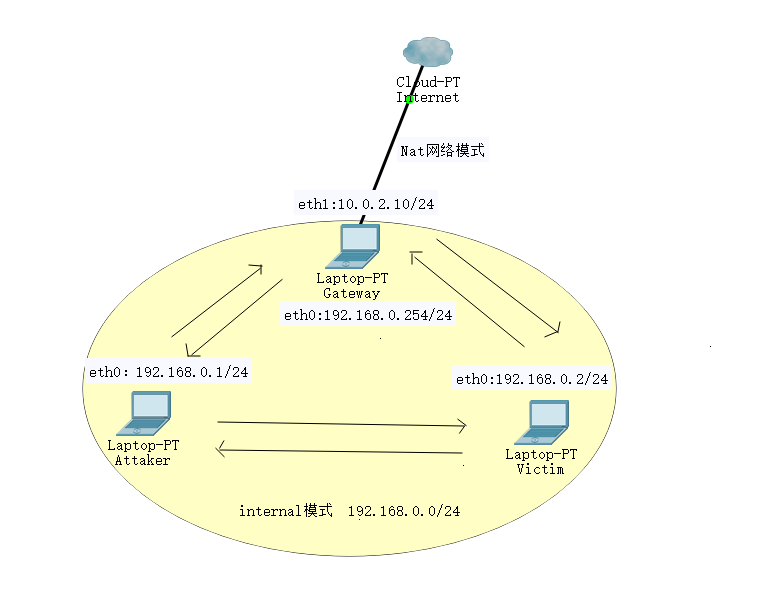 Cloud-PT
Internet
Nat网络模式
eth1:10.0.2.10/24
Laptop-PT
Gateway
eth0:192.168.0.254/24
eth0: 192.168.0.1/24
eth0:192.168.0.2/24
Laptop-PT
Attaker
Laptop-PT
Victim
internal模式 192.168.0.0/24